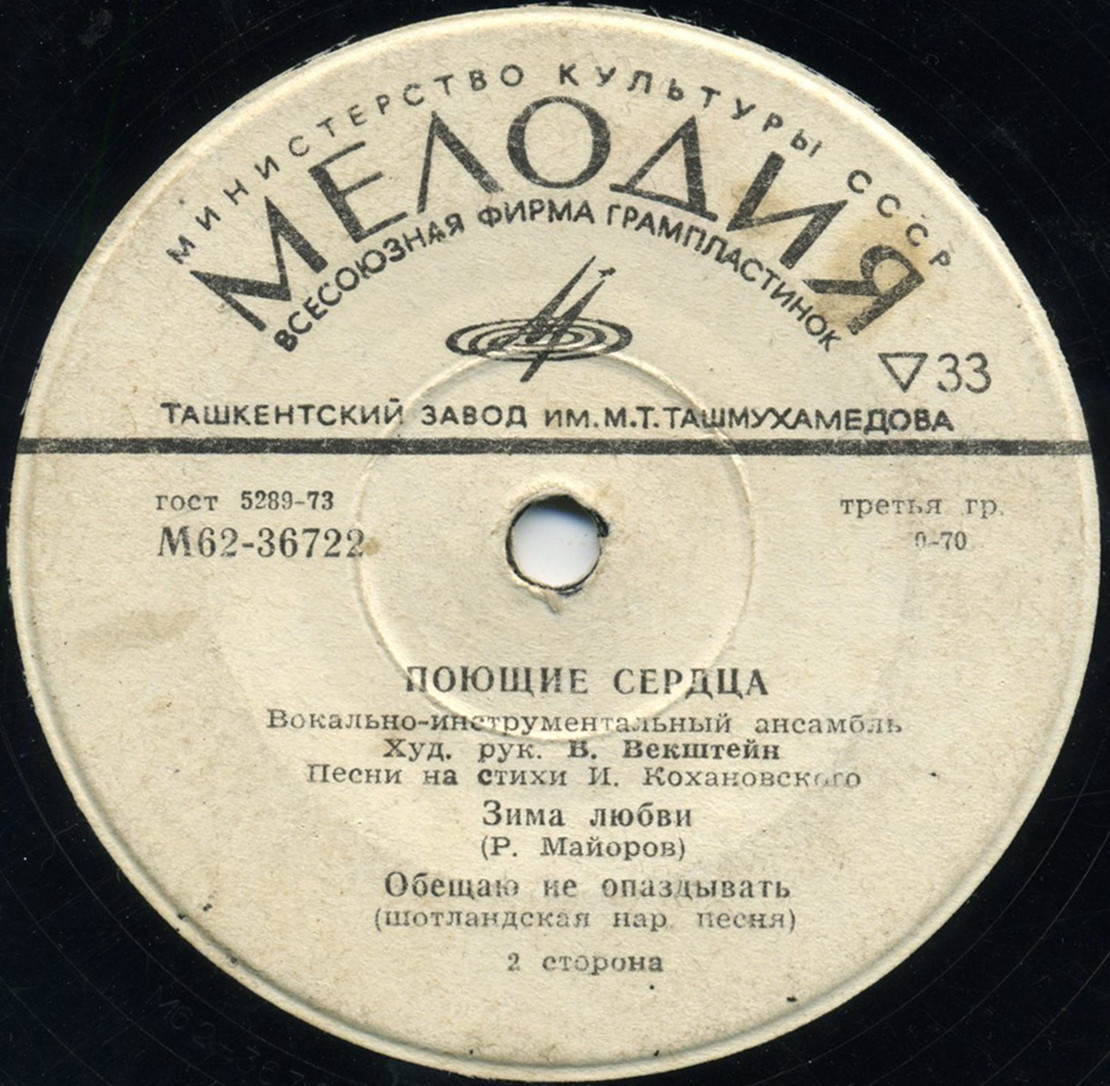 МИНИСТЕРСТВО КУЛЬТУРЫ СССР
МЕЛОДИЯ
ВСЕСОЮЗНАЯ ФИРМА ГРАМПЛАСТИНОК
▽33
ТАШКЕНТСКИЙ ЗАВОД ИМ.М.Т.ТАШМУХАМЕДОВА
гост 5289-73
третья гр.
М62-36722
0-70
ПОЮЩИЕ СЕРДЦА
Вокально-инструментальный ансамбль
Худ. рук. В. Векштейн
Песни на стихи И. Кохановского
Зима любви
(Р. Майоров)
Обещаю не опаздывать
(шотландская нар. песня)
2 сторона